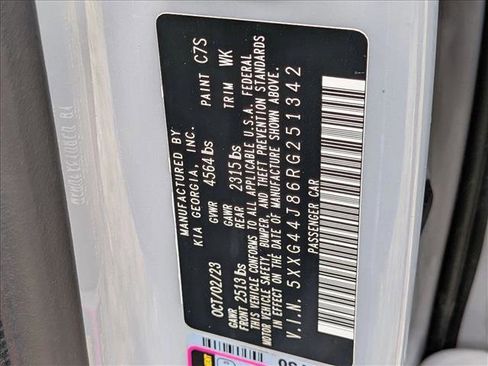 MANUFACTURED BY
KIA GEORGIA, INC.
PAINT C7S
TRIM WK
OCT/02/23
GVWR 4564 lbs
GAWR FRONT 2513 lbs
GAWR REAR 2315 lbs
THIS VEHICLE CONFORMS TO ALL APPLICABLE U.S.A. FEDERAL
MOTOR VEHICLE SAFETY, BUMPER, AND THEFT PREVENTION STANDARDS
IN EFFECT ON THE DATE OF MANUFACTURE SHOWN ABOVE.
V.I.N. 5XXG44J86RG251342
PASSENGER CAR